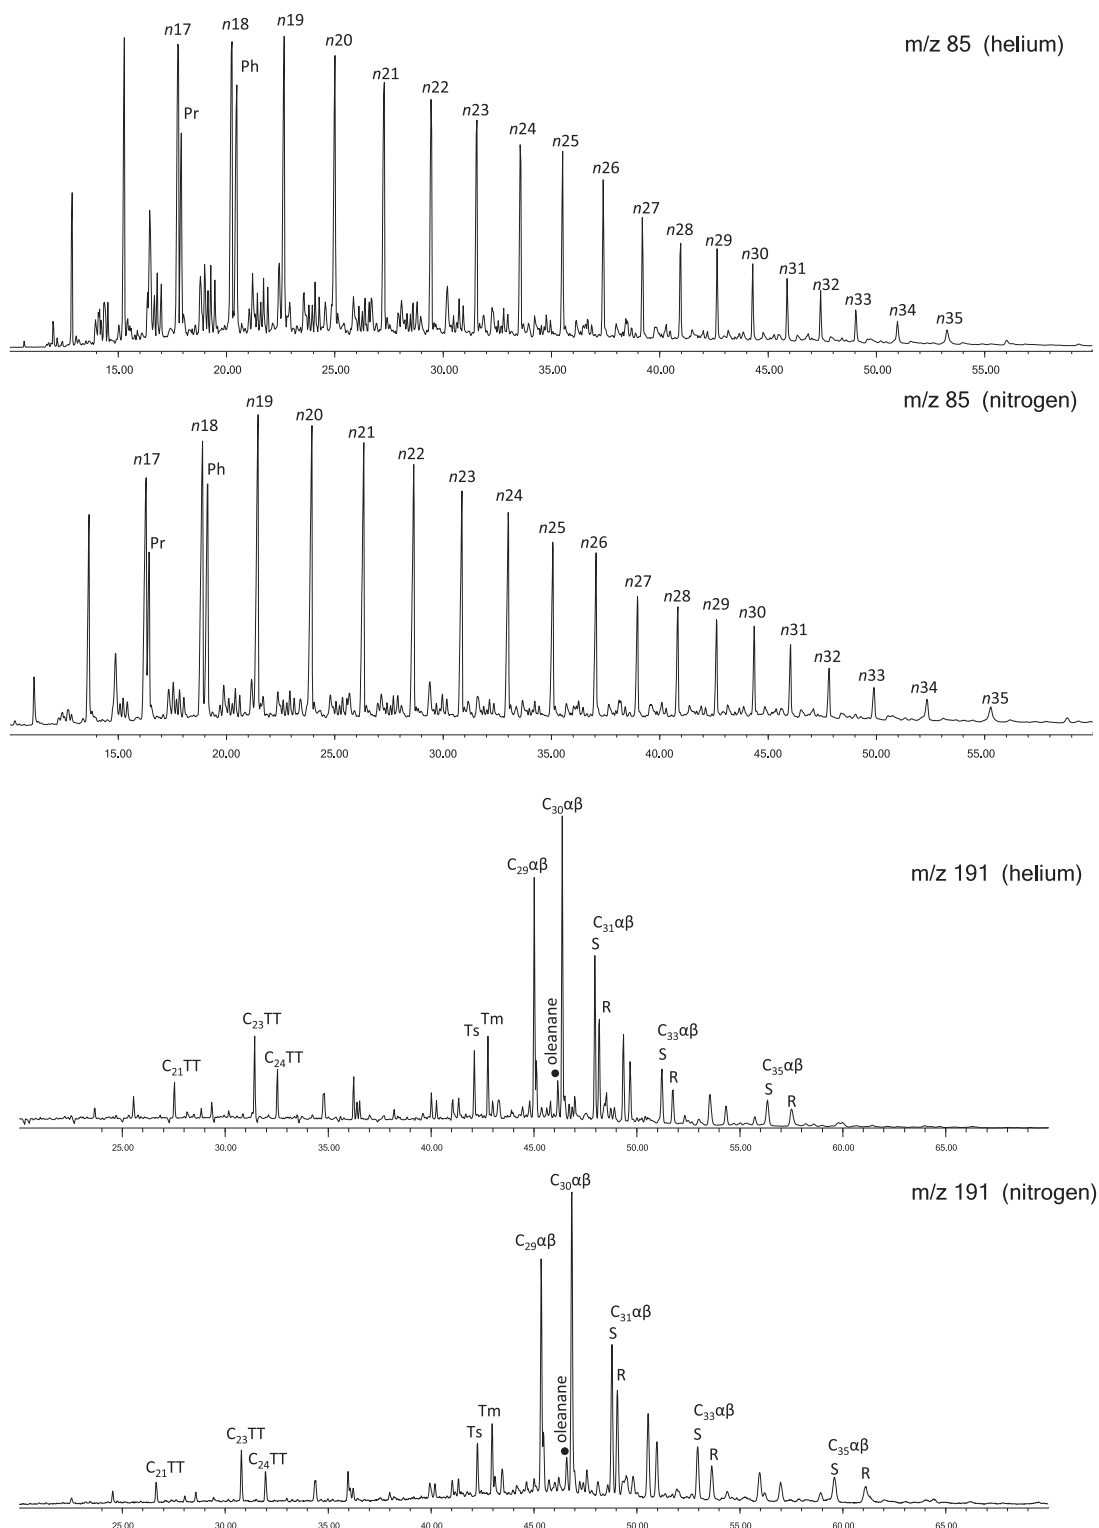 m/z 85 (helium)
n17
n18
n19
n20
n21
n22
n23
n24
n25
n26
n27
n28
n29
n30
n31
n32
n33
n34
n35
Pr
Ph
15.00 20.00 25.00 30.00 35.00 40.00 45.00 50.00 55.00
m/z 85 (nitrogen)
n17
n18
n19
n20
n21
n22
n23
n24
n25
n26
n27
n28
n29
n30
n31
n32
n33
n34
n35
Pr
Ph
15.00 20.00 25.00 30.00 35.00 40.00 45.00 50.00 55.00
m/z 191 (helium)
C₂₁TT
C₂₃TT
C₂₄TT
Ts
Tm
C₂₉αβ
oleanane
C₃₀αβ
C₃₁αβ
S
R
C₃₃αβ
S
R
C₃₅αβ
S
R
25.00 30.00 35.00 40.00 45.00 50.00 55.00 60.00 65.00
m/z 191 (nitrogen)
C₂₁TT
C₂₃TT
C₂₄TT
Ts
Tm
C₂₉αβ
oleanane
C₃₀αβ
C₃₁αβ
S
R
C₃₃αβ
S
R
C₃₅αβ
S
R
25.00 30.00 35.00 40.00 45.00 50.00 55.00 60.00 65.00